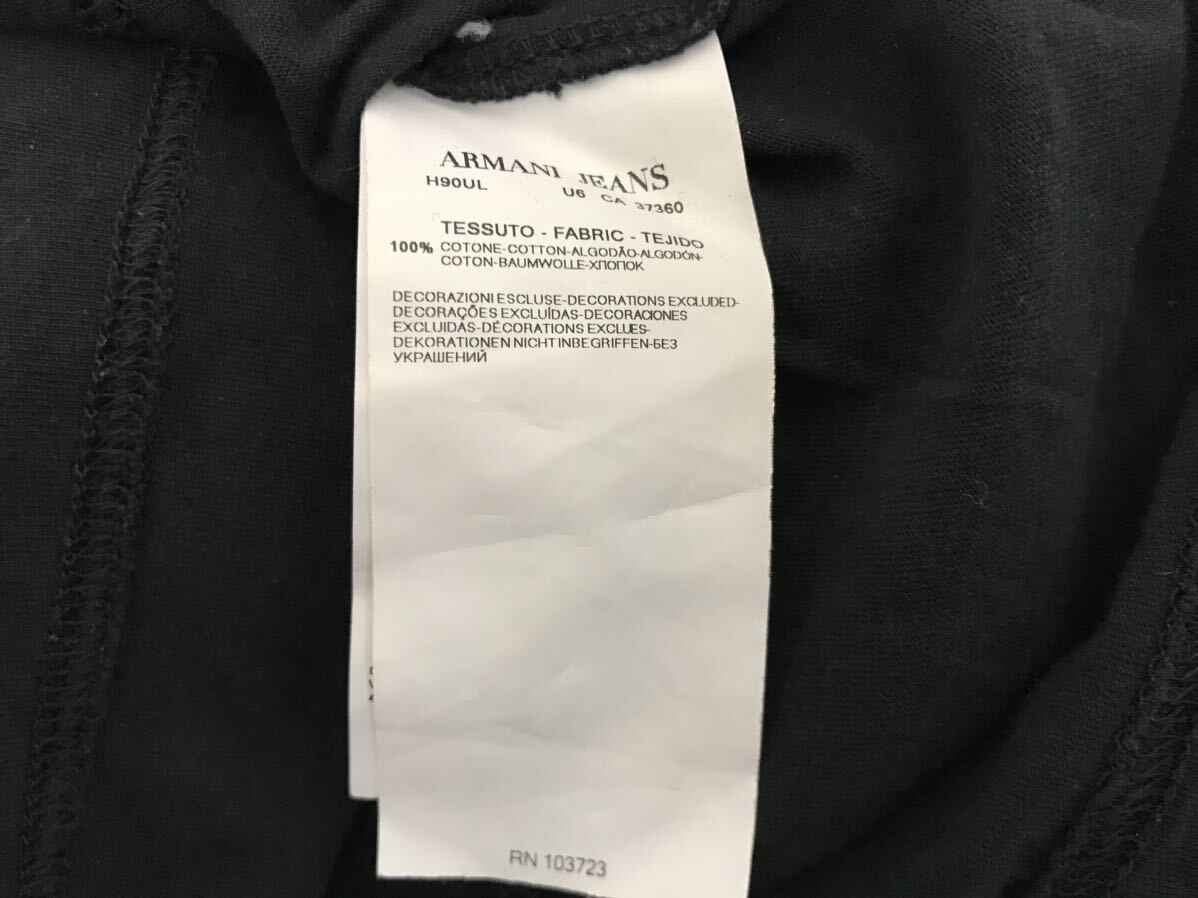 ARMANI JEANS
H90UL U6 CA 37360
TESSUTO - FABRIC - TEJIDO
100% COTONE-COTTON-ALGODÃO-ALGODÓN-
COTON-BAUMWOLLE-ХЛОПОК
DECORAZIONI ESCLUSE-DECORATIONS EXCLUDED-
DECORAÇÕES EXCLUÍDAS-DECORACIONES
EXCLUIDAS-DÉCORATIONS EXCLUES-
DEKORATIONEN NICHT INBEGRIFFEN-БЕЗ
УКРАШЕНИЙ
RN 103723